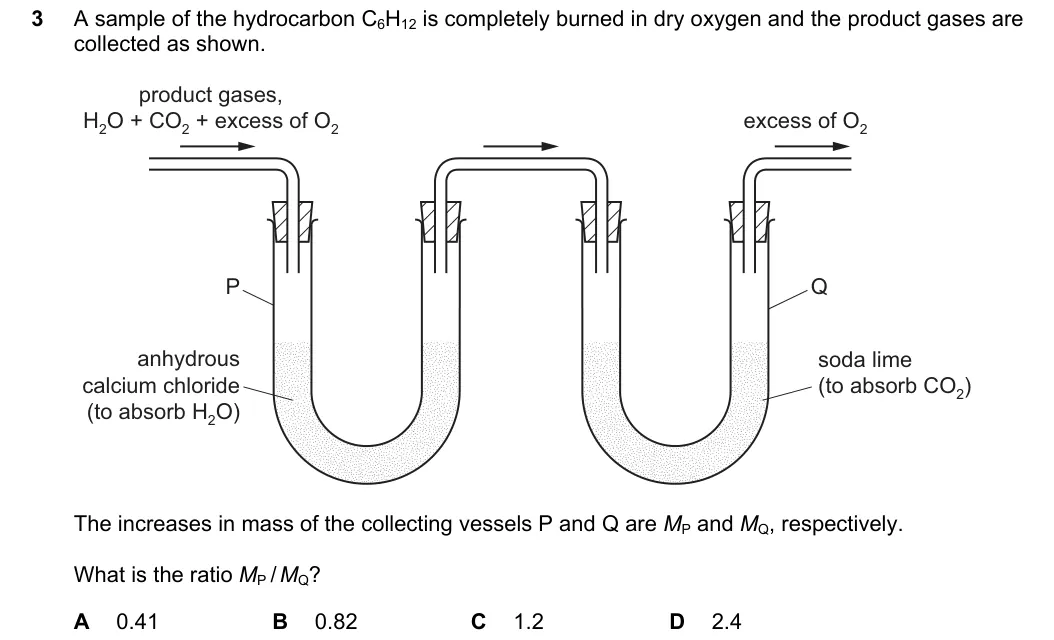 3 A sample of the hydrocarbon C₆H₁₂ is completely burned in dry oxygen and the product gases are
collected as shown.
product gases,
H₂O + CO₂ + excess of O₂
excess of O₂
P
Q
anhydrous
calcium chloride
(to absorb H₂O)
soda lime
(to absorb CO₂)
The increases in mass of the collecting vessels P and Q are Mₚ and M_Q, respectively.
What is the ratio Mₚ / M_Q?
A 0.41 B 0.82 C 1.2 D 2.4